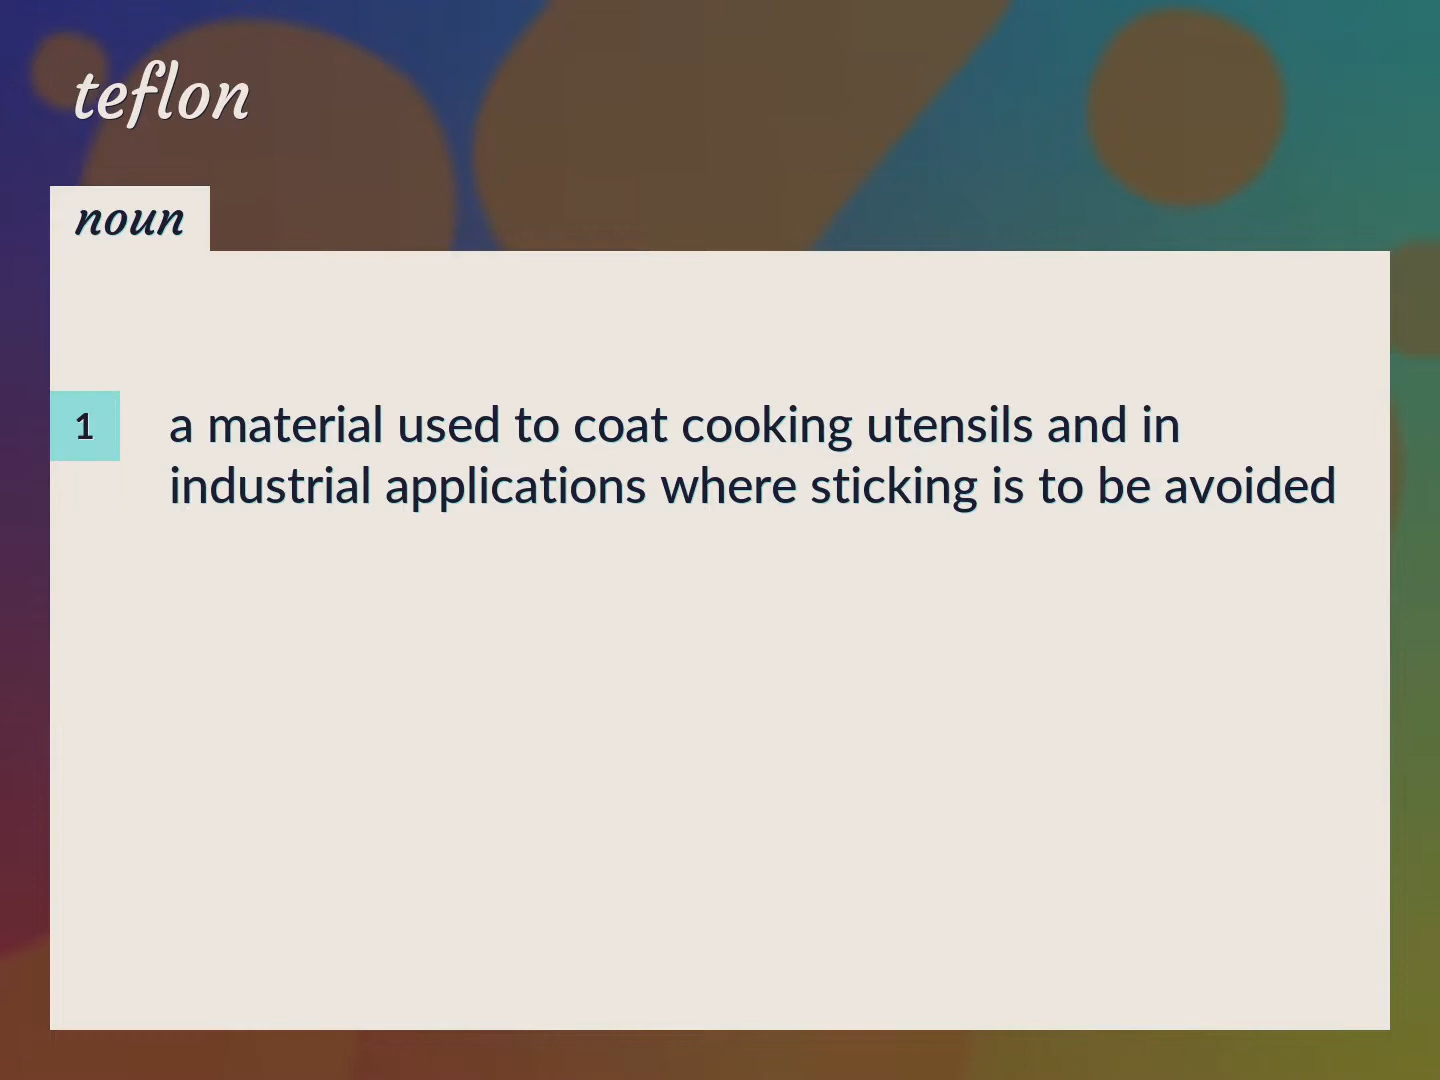 teflon
noun
1
a material used to coat cooking utensils and in
industrial applications where sticking is to be avoided